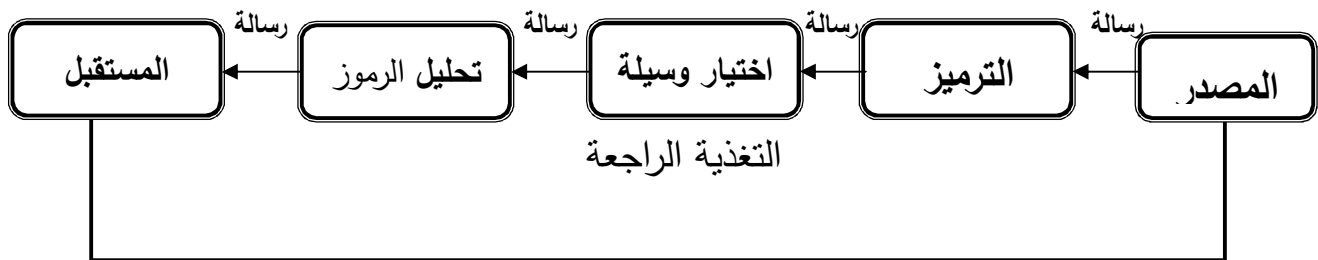 رسالة رسالة رسالة رسالة
المصدر الترميز اختيار وسيلة تحليل الرموز المستقبل
التغذية الراجعة